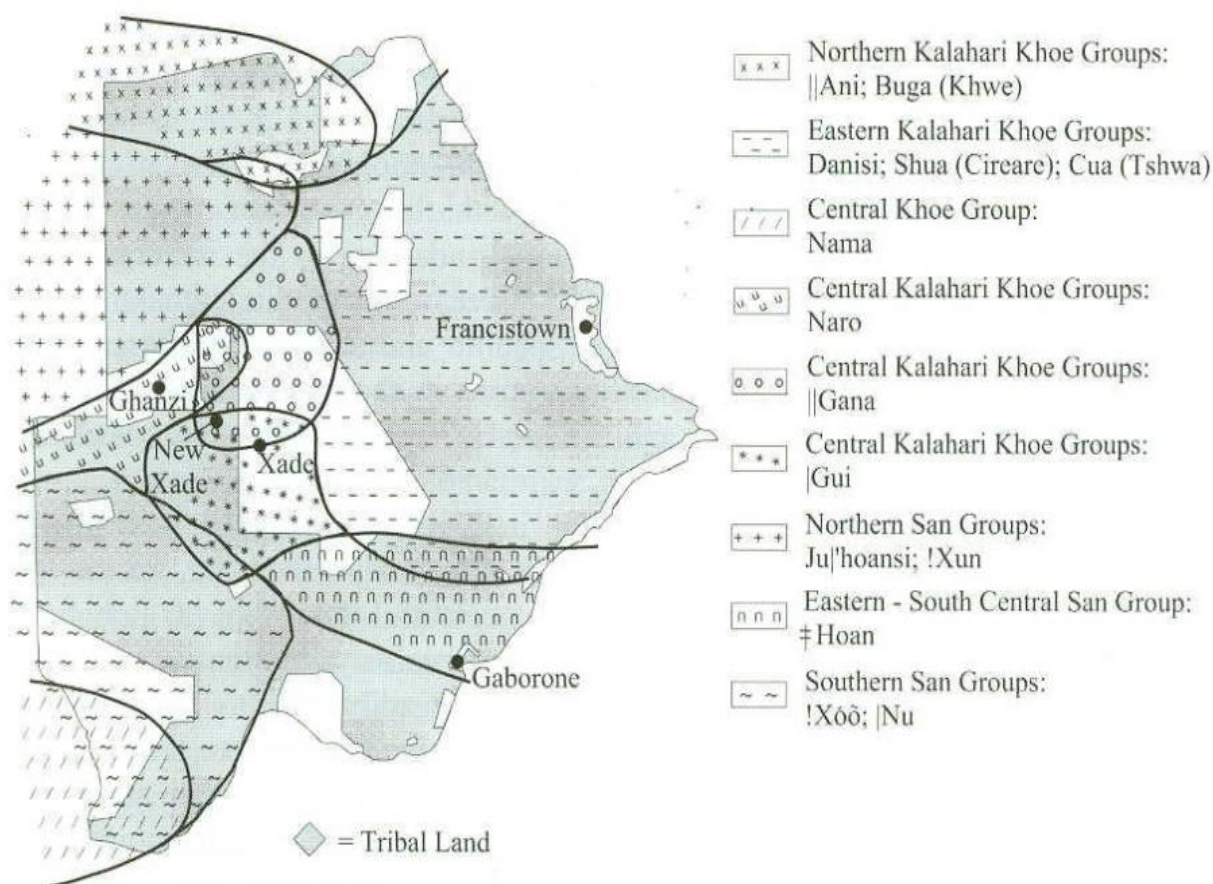 Francistown
Ghanzi
New
Xade
Xade
Gaborone
= Tribal Land
Northern Kalahari Khoe Groups:
||Ani; Buga (Khwe)
Eastern Kalahari Khoe Groups:
Danisi; Shua (Cireare); Cua (Tshwa)
Central Khoe Group:
Nama
Central Kalahari Khoe Groups:
Naro
Central Kalahari Khoe Groups:
||Gana
Central Kalahari Khoe Groups:
|Gui
Northern San Groups:
Ju|'hoansi; !Xun
Eastern - South Central San Group:
ǂHoan
Southern San Groups:
!Xóõ; |Nu